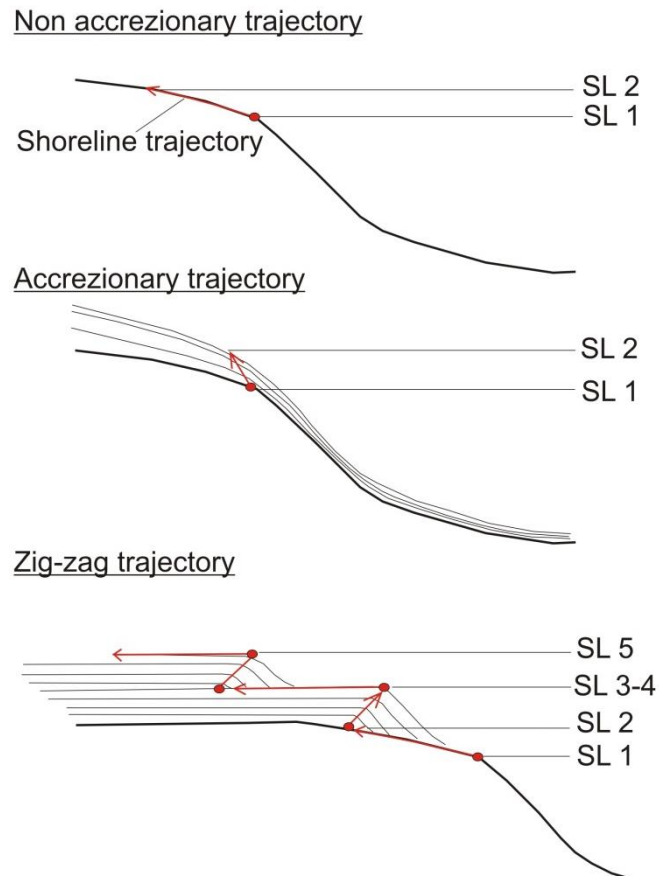 Non accrezionary trajectory
SL 2
SL 1
Shoreline trajectory
Accrezionary trajectory
SL 2
SL 1
Zig-zag trajectory
SL 5
SL 3-4
SL 2
SL 1